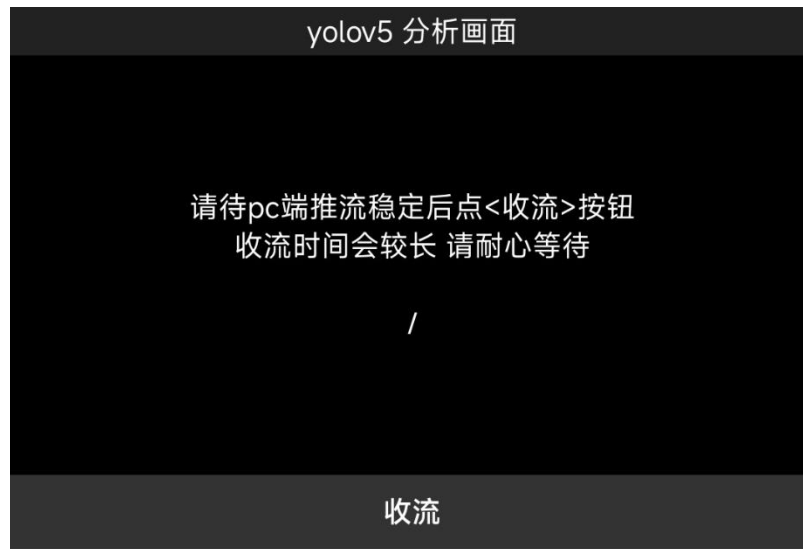 yolov5 分析画面
请待pc端推流稳定后点<收流>按钮
收流时间会较长 请耐心等待
/
收流